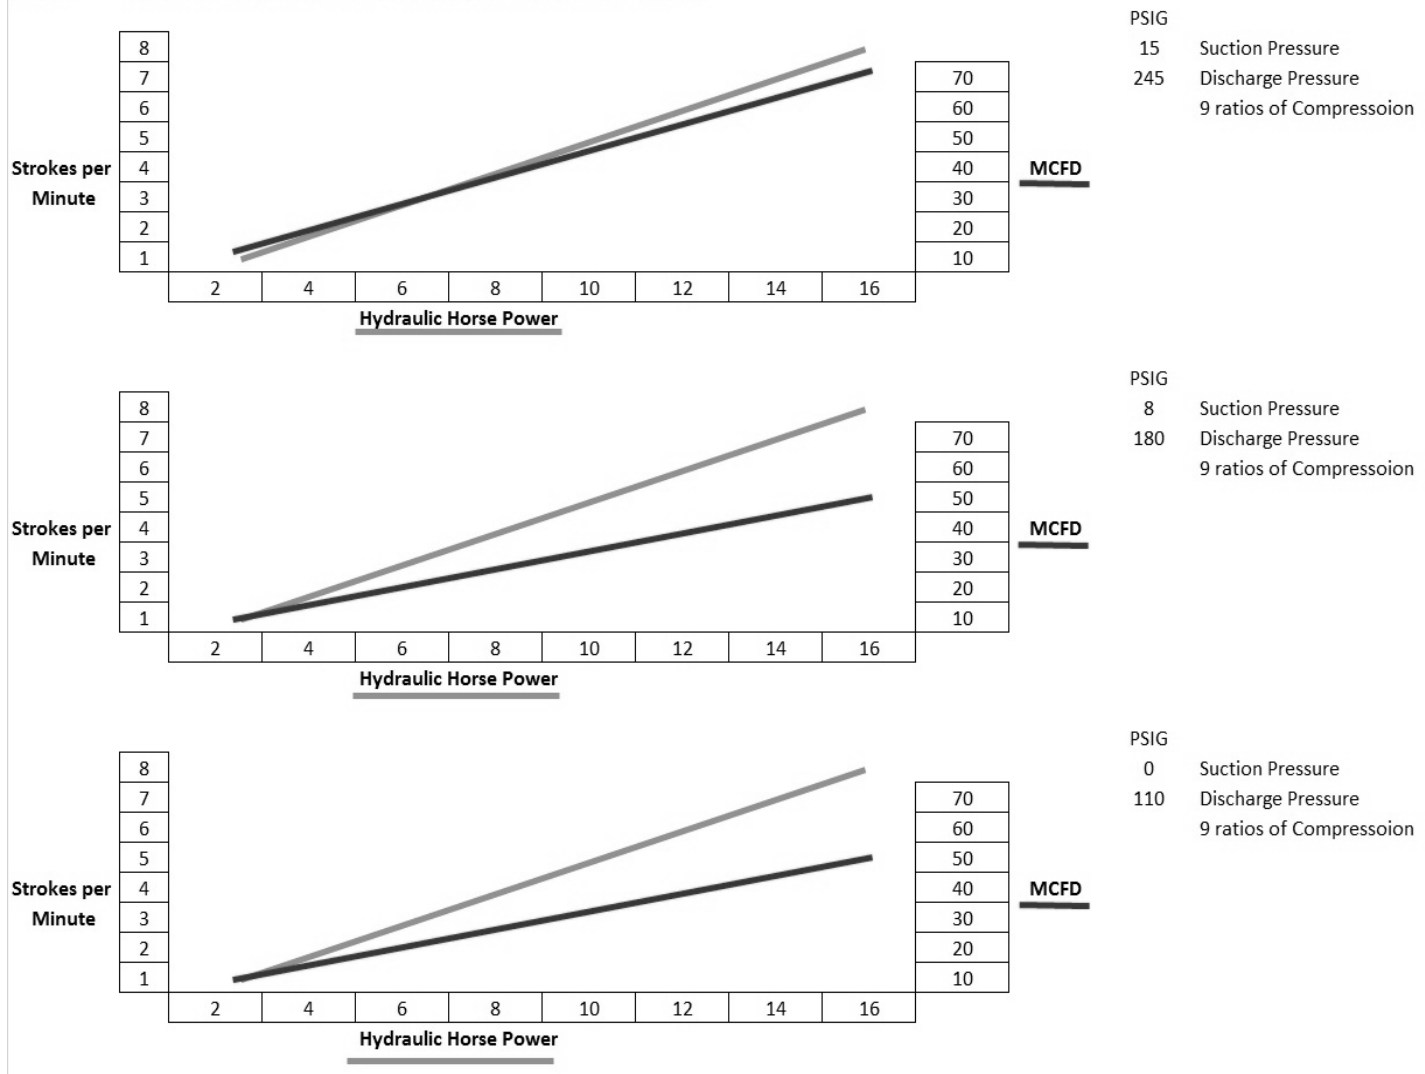 PSIG
8
15 Suction Pressure
7
70
245 Discharge Pressure
6
60
9 ratios of Compressoion
5
50
Strokes per
Minute
4
40
MCFD
3
30
2
20
1
10
2 4 6 8 10 12 14 16
Hydraulic Horse Power
PSIG
8
8 Suction Pressure
7
70
180 Discharge Pressure
6
60
9 ratios of Compressoion
5
50
Strokes per
Minute
4
40
MCFD
3
30
2
20
1
10
2 4 6 8 10 12 14 16
Hydraulic Horse Power
PSIG
8
0 Suction Pressure
7
70
110 Discharge Pressure
6
60
9 ratios of Compressoion
5
50
Strokes per
Minute
4
40
MCFD
3
30
2
20
1
10
2 4 6 8 10 12 14 16
Hydraulic Horse Power